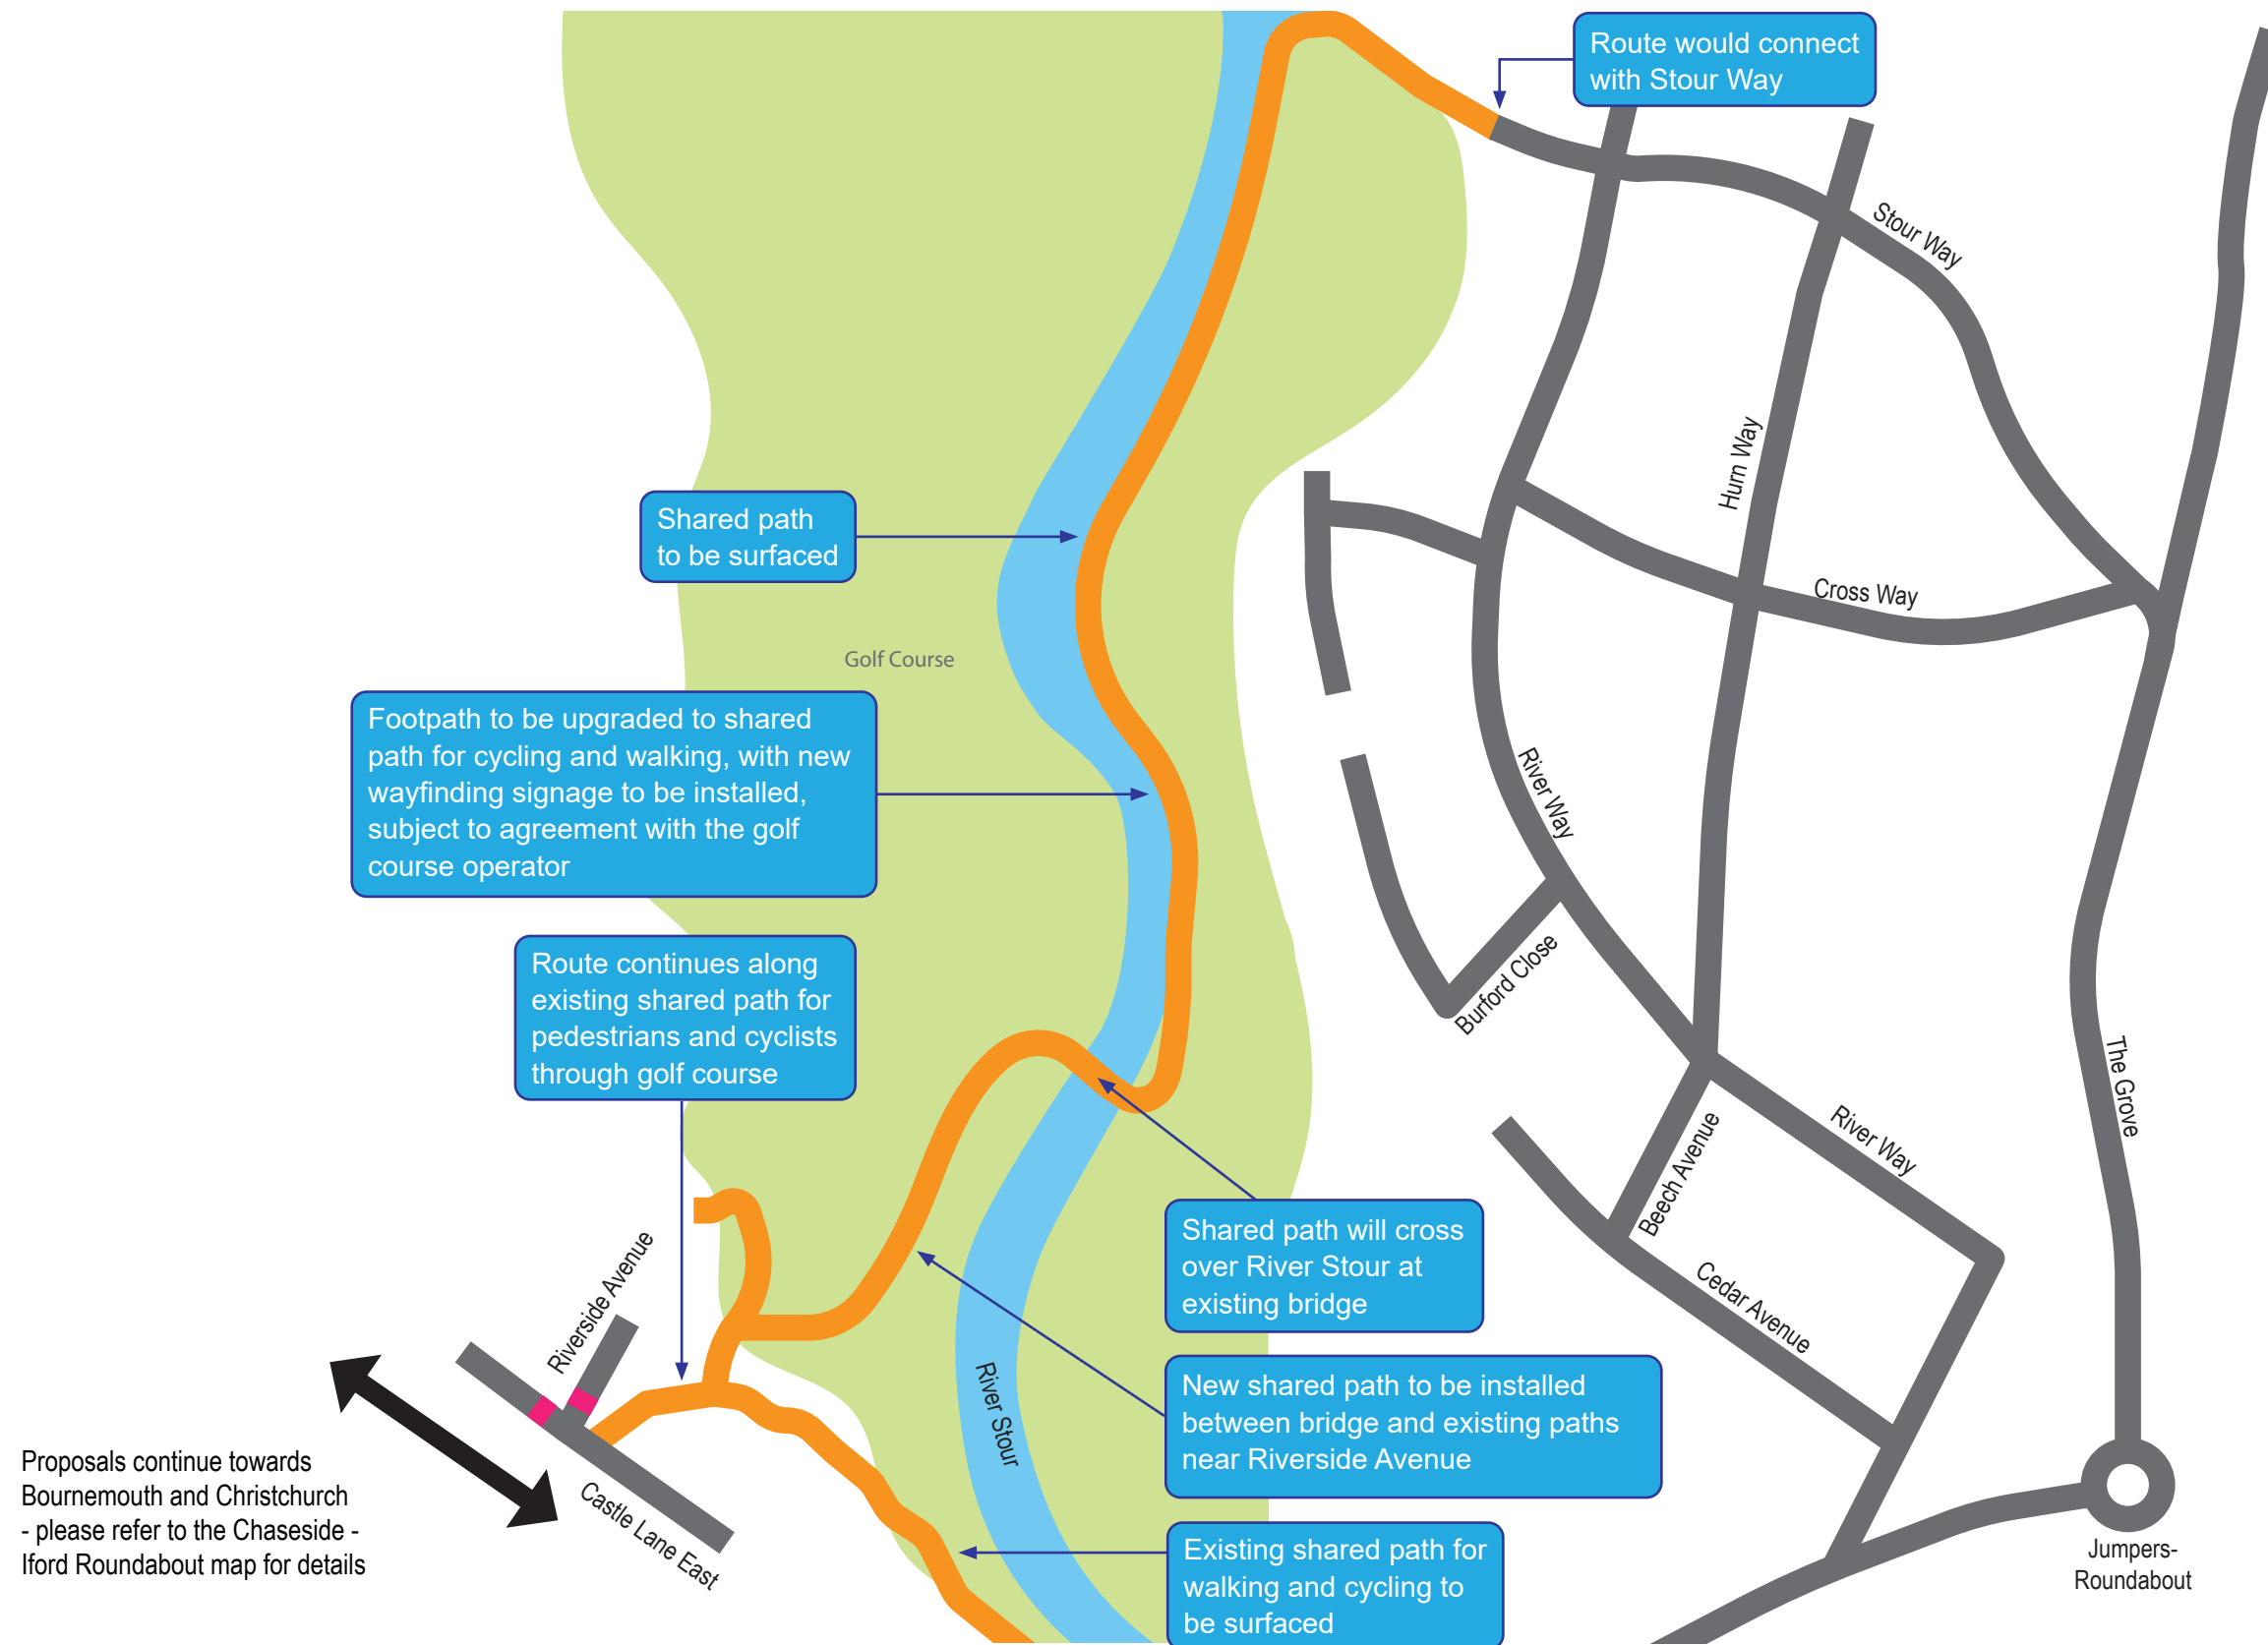 Route would connect
with Stour Way
Stour Way
Hurn Way
Shared path
to be surfaced
Cross Way
Golf Course
Footpath to be upgraded to shared
path for cycling and walking, with new
wayfinding signage to be installed,
subject to agreement with the golf
course operator
River Way
Route continues along
existing shared path for
pedestrians and cyclists
through golf course
Burford Close
The Grove
River Way
Beech Avenue
Shared path will cross
over River Stour at
existing bridge
Riverside Avenue
Cedar Avenue
New shared path to be installed
between bridge and existing paths
near Riverside Avenue
River Stour
Proposals continue towards
Bournemouth and Christchurch
- please refer to the Chaseside -
Iford Roundabout map for details
Castle Lane East
Existing shared path for
walking and cycling to
be surfaced
Jumpers-
Roundabout